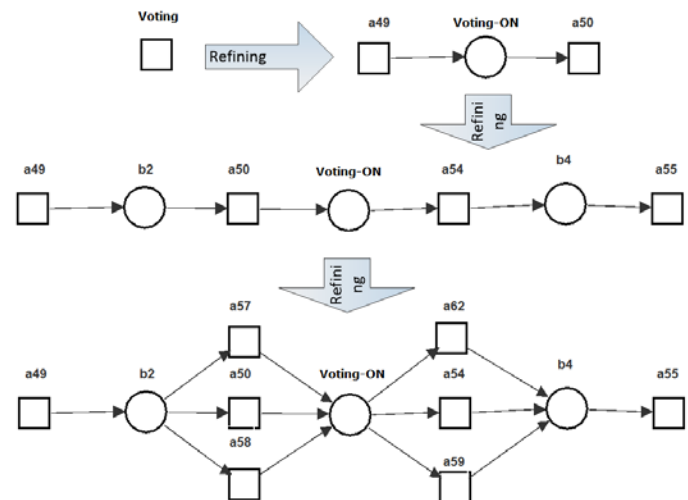 Voting
a49
Voting-ON
a50
Refining
Refini
ng
a49
b2
a50
Voting-ON
a54
b4
a55
Refini
ng
a57
a62
a49
b2
a50
Voting-ON
a54
b4
a55
a58
a59